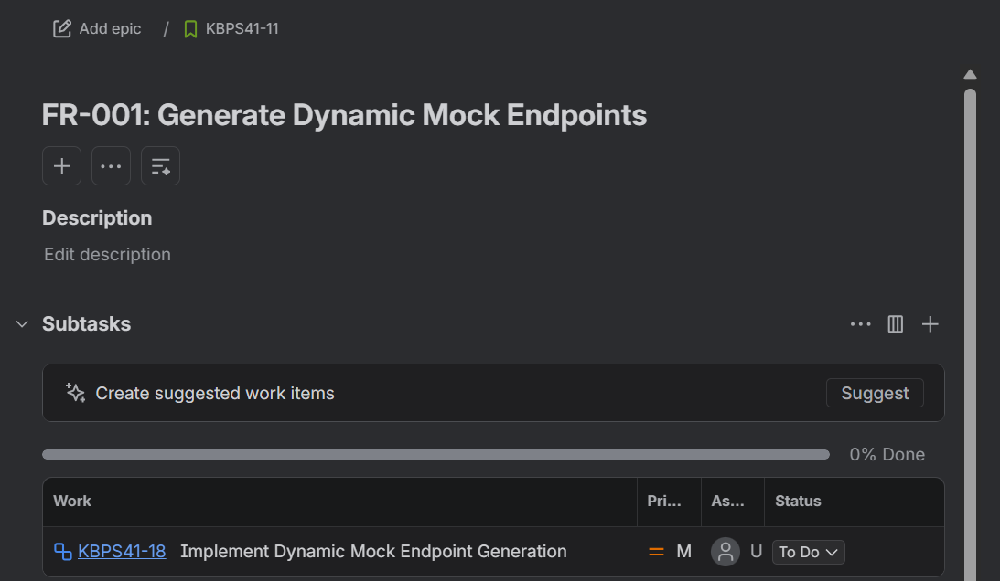 Add epic / KBPS41-11
FR-001: Generate Dynamic Mock Endpoints
Description
Edit description
Subtasks
Create suggested work items Suggest
0% Done
Work Pri... As... Status
KBPS41-18 Implement Dynamic Mock Endpoint Generation M U To Do